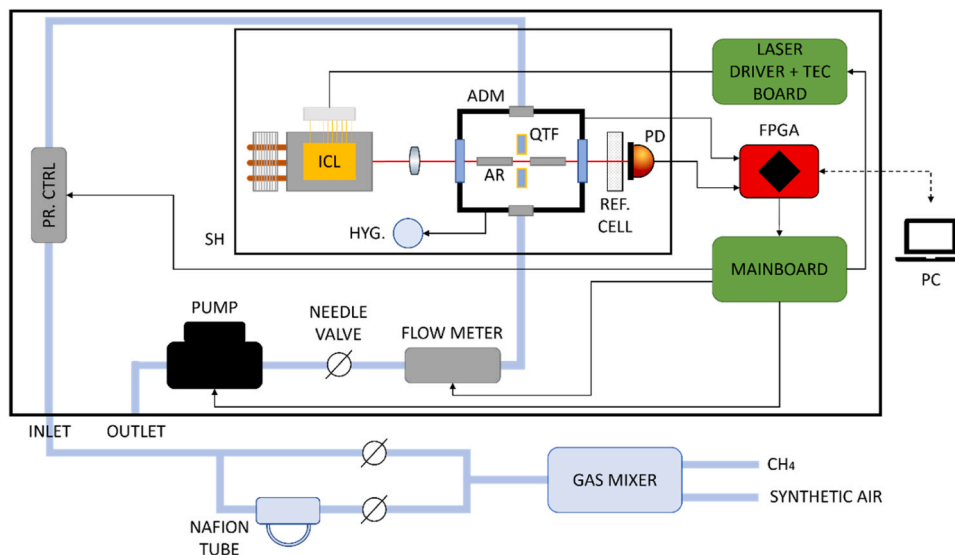 LASER
DRIVER + TEC
BOARD
ADM
QTF
PD
FPGA
ICL
AR
PR. CTRL
REF.
CELL
HYG.
SH
MAINBOARD
PC
PUMP
NEEDLE
VALVE
FLOW METER
INLET
OUTLET
CH₄
GAS MIXER
SYNTHETIC AIR
NAFION
TUBE